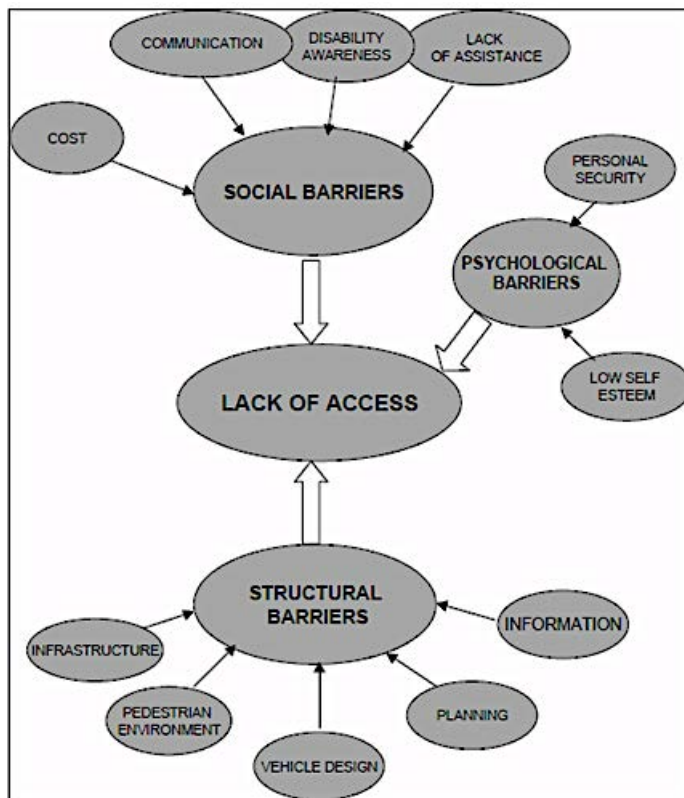 COMMUNICATION
DISABILITY
AWARENESS
LACK
OF ASSISTANCE
COST
SOCIAL BARRIERS
PERSONAL
SECURITY
PSYCHOLOGICAL
BARRIERS
LACK OF ACCESS
LOW SELF
ESTEEM
STRUCTURAL
BARRIERS
INFRASTRUCTURE
INFORMATION
PEDESTRIAN
ENVIRONMENT
PLANNING
VEHICLE DESIGN